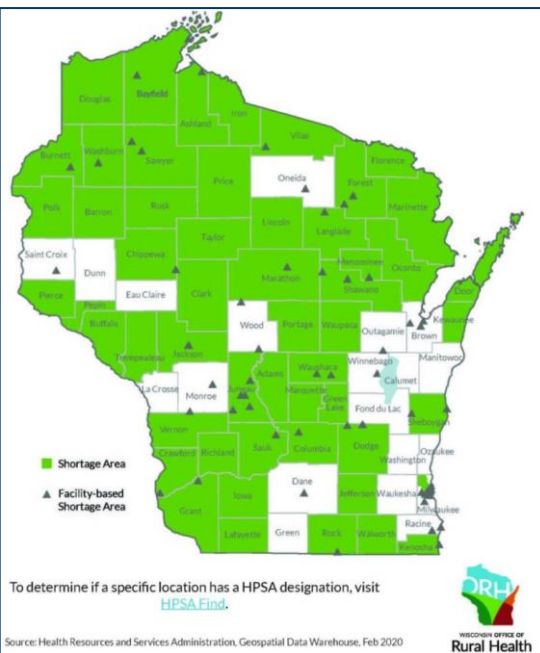 Douglas
Bayfield
Ashland
Iron
Vilas
Burnett
Washburn
Sawyer
Price
Oneida
Forest
Florence
Marinette
Polk
Barron
Rusk
Lincoln
Langlade
Taylor
Saint Croix
Dunn
Chippewa
Marathon
Menominee
Oconto
Shawano
Door
Pierce
Pepin
Eau Claire
Clark
Buffalo
Trempealeau
Jackson
Wood
Portage
Waupaca
Outagamie
Brown
Kewaunee
La Crosse
Monroe
Juneau
Adams
Waushara
Marquette
Green
Lake
Winnebago
Calumet
Manitowoc
Fond du Lac
Sheboygan
Vernon
Crawford
Richland
Sauk
Columbia
Dodge
Washington
Ozaukee
Grant
Iowa
Dane
Jefferson
Waukesha
Milwaukee
Lafayette
Green
Rock
Walworth
Racine
Kenosha
Shortage Area
Facility-based
Shortage Area
To determine if a specific location has a HPSA designation, visit
HPSA Find.
Source: Health Resources and Services Administration, Geospatial Data Warehouse, Feb 2020
ORH
WISCONSIN OFFICE OF
Rural Health